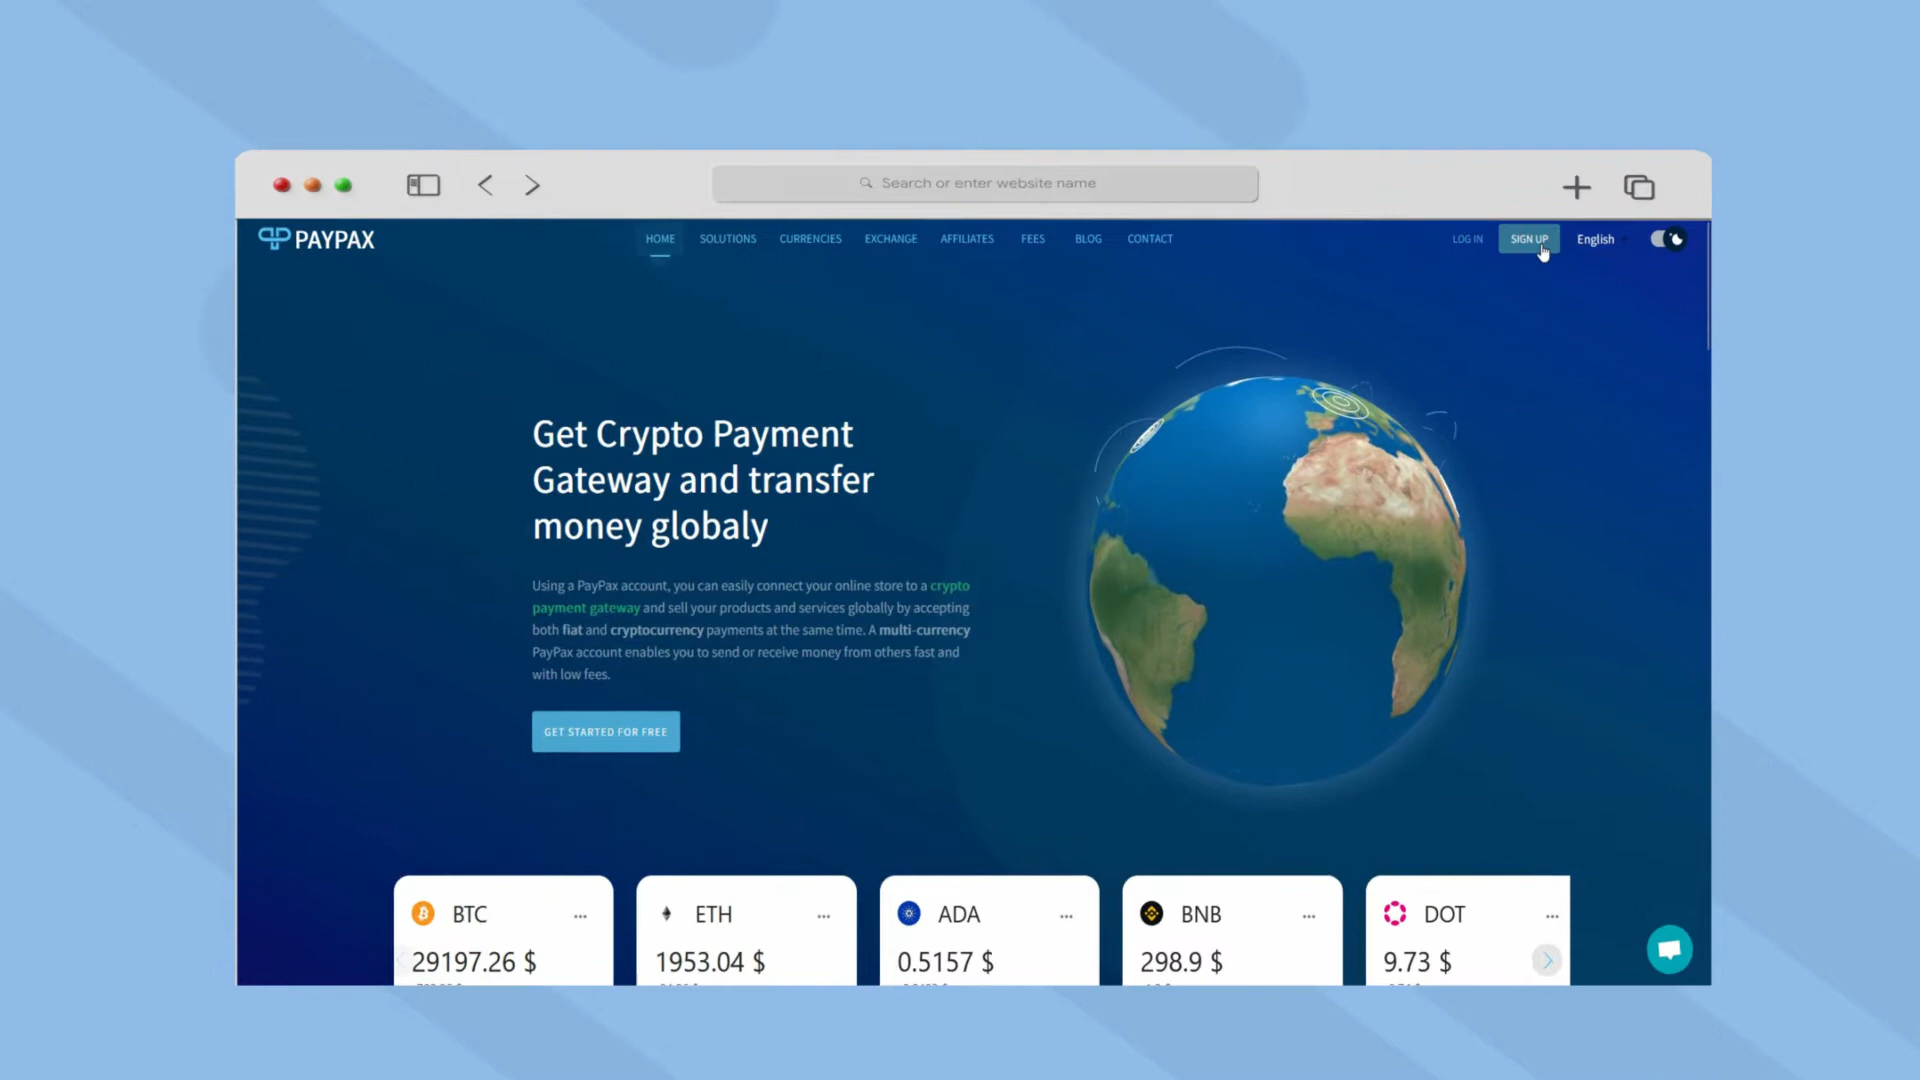 Search or enter website name
PAYPAX
HOME SOLUTIONS CURRENCIES EXCHANGE AFFILIATES FEES BLOG CONTACT LOG IN SIGN UP English
Get Crypto Payment
Gateway and transfer
money globaly
Using a PayPax account, you can easily connect your online store to a crypto
payment gateway and sell your products and services globally by accepting
both fiat and cryptocurrency payments at the same time. A multi-currency
PayPax account enables you to send or receive money from others fast and
with low fees.
GET STARTED FOR FREE
BTC ... ETH ... ADA ... BNB ... DOT ...
29197.26 $ 1953.04 $ 0.5157 $ 298.9 $ 9.73 $